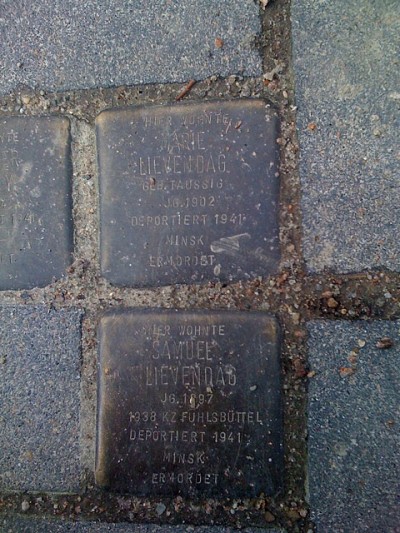 HIER WOHNTE
MARIE
LIEVENDAG
GEB. TAUSSIG
JG. 1902
DEPORTIERT 1941
MINSK
ERMORDET
HIER WOHNTE
SAMUEL
LIEVENDAG
JG. 1897
1938 KZ FUHLSBÜTTEL
DEPORTIERT 1941
MINSK
ERMORDET